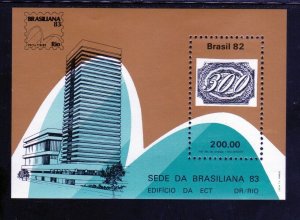 BRASILIANA
83
Rio
Brasil 82
300
200.00
SEDE DA BRASILIANA 83
EDIFÍCIO DA ECT DR/RIO